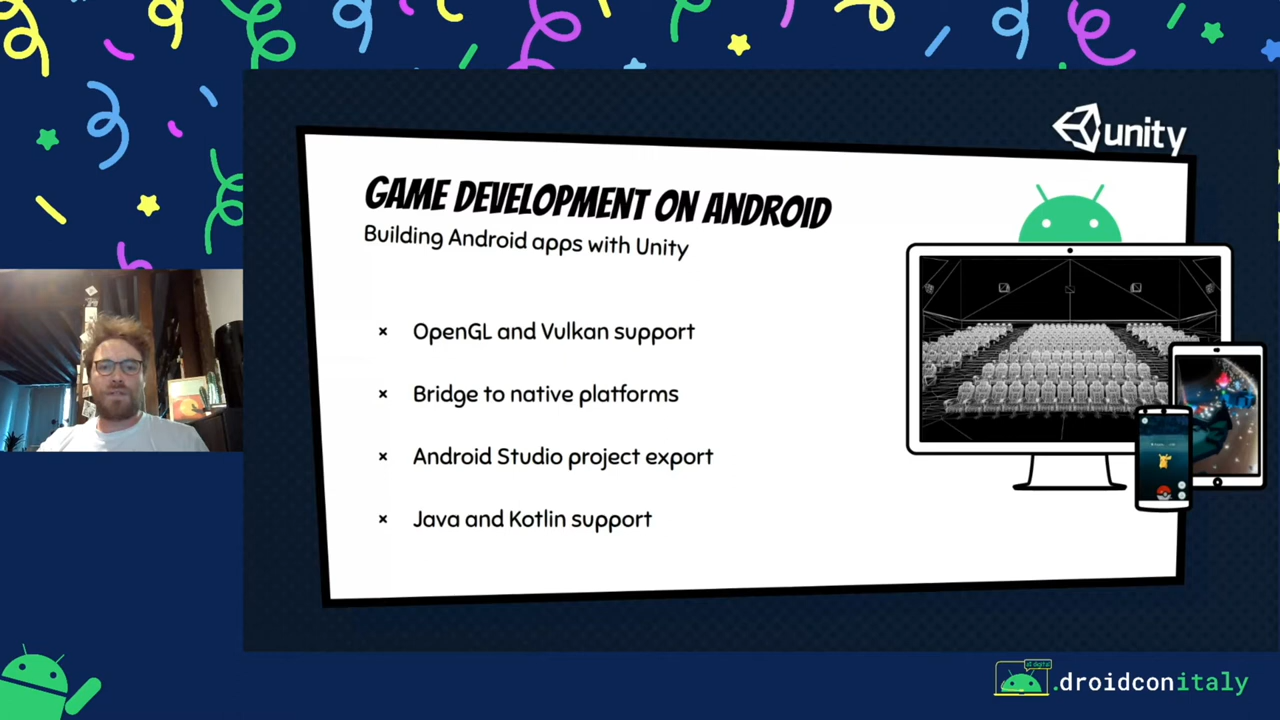 unity
GAME DEVELOPMENT ON ANDROID
Building Android apps with Unity
× OpenGL and Vulkan support
× Bridge to native platforms
× Android Studio project export
× Java and Kotlin support
.droidconitaly